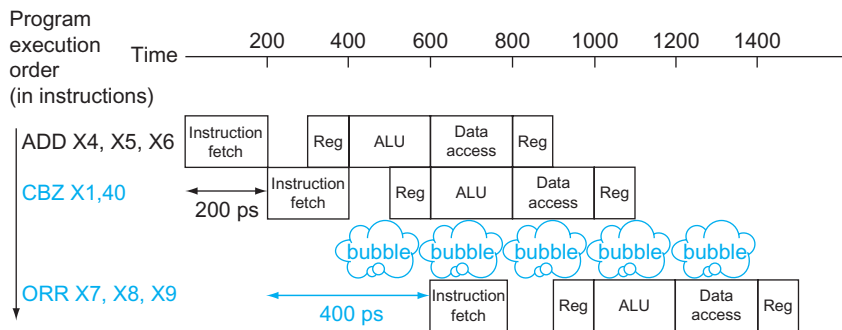 Program
execution
order
(in instructions)
Time
200 400 600 800 1000 1200 1400
ADD X4, X5, X6
Instruction
fetch
Reg
ALU
Data
access
Reg
CBZ X1,40
200 ps
Instruction
fetch
Reg
ALU
Data
access
Reg
bubble bubble bubble bubble bubble
ORR X7, X8, X9
400 ps
Instruction
fetch
Reg
ALU
Data
access
Reg